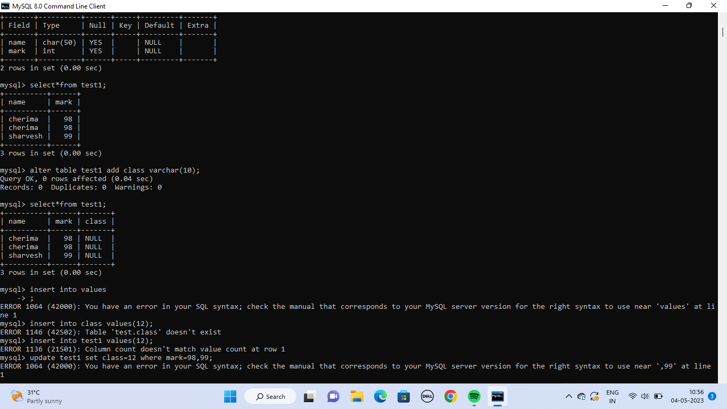 MySQL 8.0 Command Line Client
+-------+----------+------+-----+---------+-------+
| Field | Type | Null | Key | Default | Extra |
+-------+----------+------+-----+---------+-------+
| name | char(50) | YES | | NULL | |
| mark | int | YES | | NULL | |
+-------+----------+------+-----+---------+-------+
2 rows in set (0.00 sec)
mysql> select*from test1;
+----------+------+
| name | mark |
+----------+------+
| cherima | 98 |
| cherima | 98 |
| sharvesh | 99 |
+----------+------+
3 rows in set (0.00 sec)
mysql> alter table test1 add class varchar(10);
Query OK, 0 rows affected (0.04 sec)
Records: 0 Duplicates: 0 Warnings: 0
mysql> select*from test1;
+----------+------+-------+
| name | mark | class |
+----------+------+-------+
| cherima | 98 | NULL |
| cherima | 98 | NULL |
| sharvesh | 99 | NULL |
+----------+------+-------+
3 rows in set (0.00 sec)
mysql> insert into values
-> ;
ERROR 1064 (42000): You have an error in your SQL syntax; check the manual that corresponds to your MySQL server version for the right syntax to use near 'values' at li
ne 1
mysql> insert into class values(12);
ERROR 1146 (42S02): Table 'test.class' doesn't exist
mysql> insert into test1 values(12);
ERROR 1136 (21S01): Column count doesn't match value count at row 1
mysql> update test1 set class=12 where mark=98,99;
ERROR 1064 (42000): You have an error in your SQL syntax; check the manual that corresponds to your MySQL server version for the right syntax to use near ',99' at line
1
31°C
Partly sunny
Search
DELL
ENG
IN
10:56
04-05-2023
3